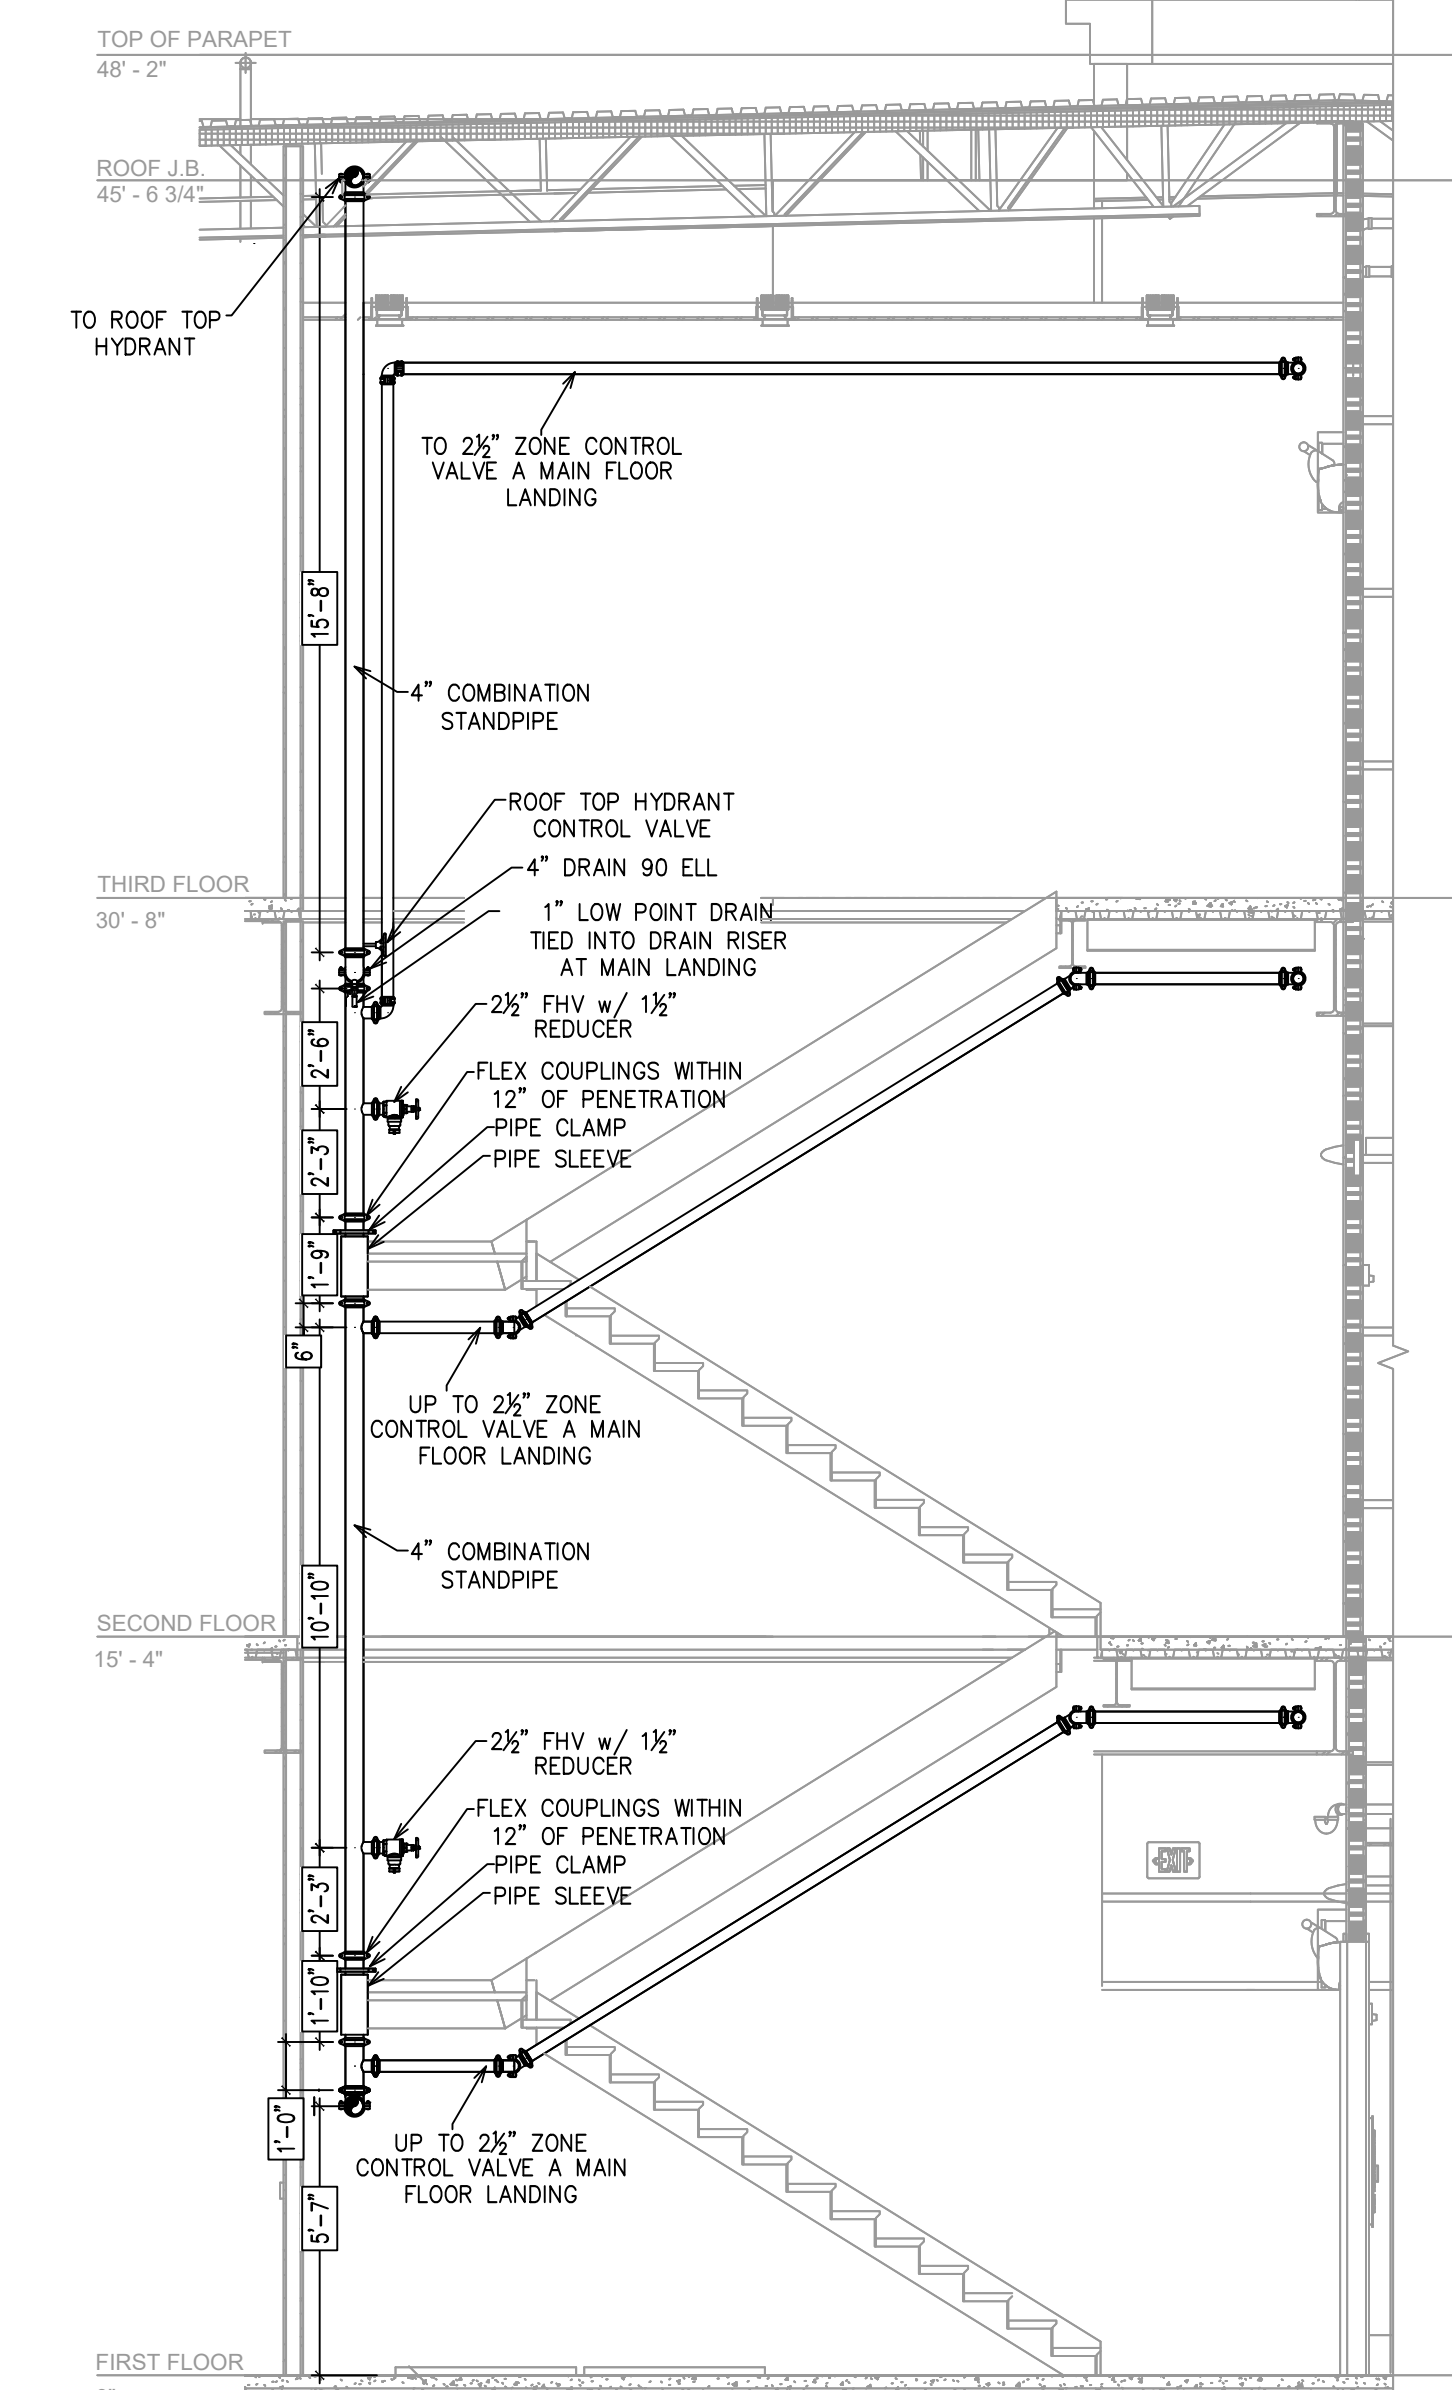 TOP OF PARAPET
48' - 2"
ROOF J.B.
45' - 6 3/4"
TO ROOF TOP
HYDRANT
TO 2½" ZONE CONTROL
VALVE A MAIN FLOOR
LANDING
15'-8"
4" COMBINATION
STANDPIPE
ROOF TOP HYDRANT
CONTROL VALVE
4" DRAIN 90 ELL
THIRD FLOOR
30' - 8"
1" LOW POINT DRAIN
TIED INTO DRAIN RISER
AT MAIN LANDING
2½" FHV w/ 1½"
REDUCER
2'-6"
FLEX COUPLINGS WITHIN
12" OF PENETRATION
PIPE CLAMP
PIPE SLEEVE
2'-3"
1'-9"
6"
UP TO 2½" ZONE
CONTROL VALVE A MAIN
FLOOR LANDING
4" COMBINATION
STANDPIPE
10'-10"
SECOND FLOOR
15' - 4"
2½" FHV w/ 1½"
REDUCER
FLEX COUPLINGS WITHIN
12" OF PENETRATION
PIPE CLAMP
PIPE SLEEVE
EXIT
2'-3"
1'-10"
1'-0"
UP TO 2½" ZONE
CONTROL VALVE A MAIN
FLOOR LANDING
5'-7"
FIRST FLOOR